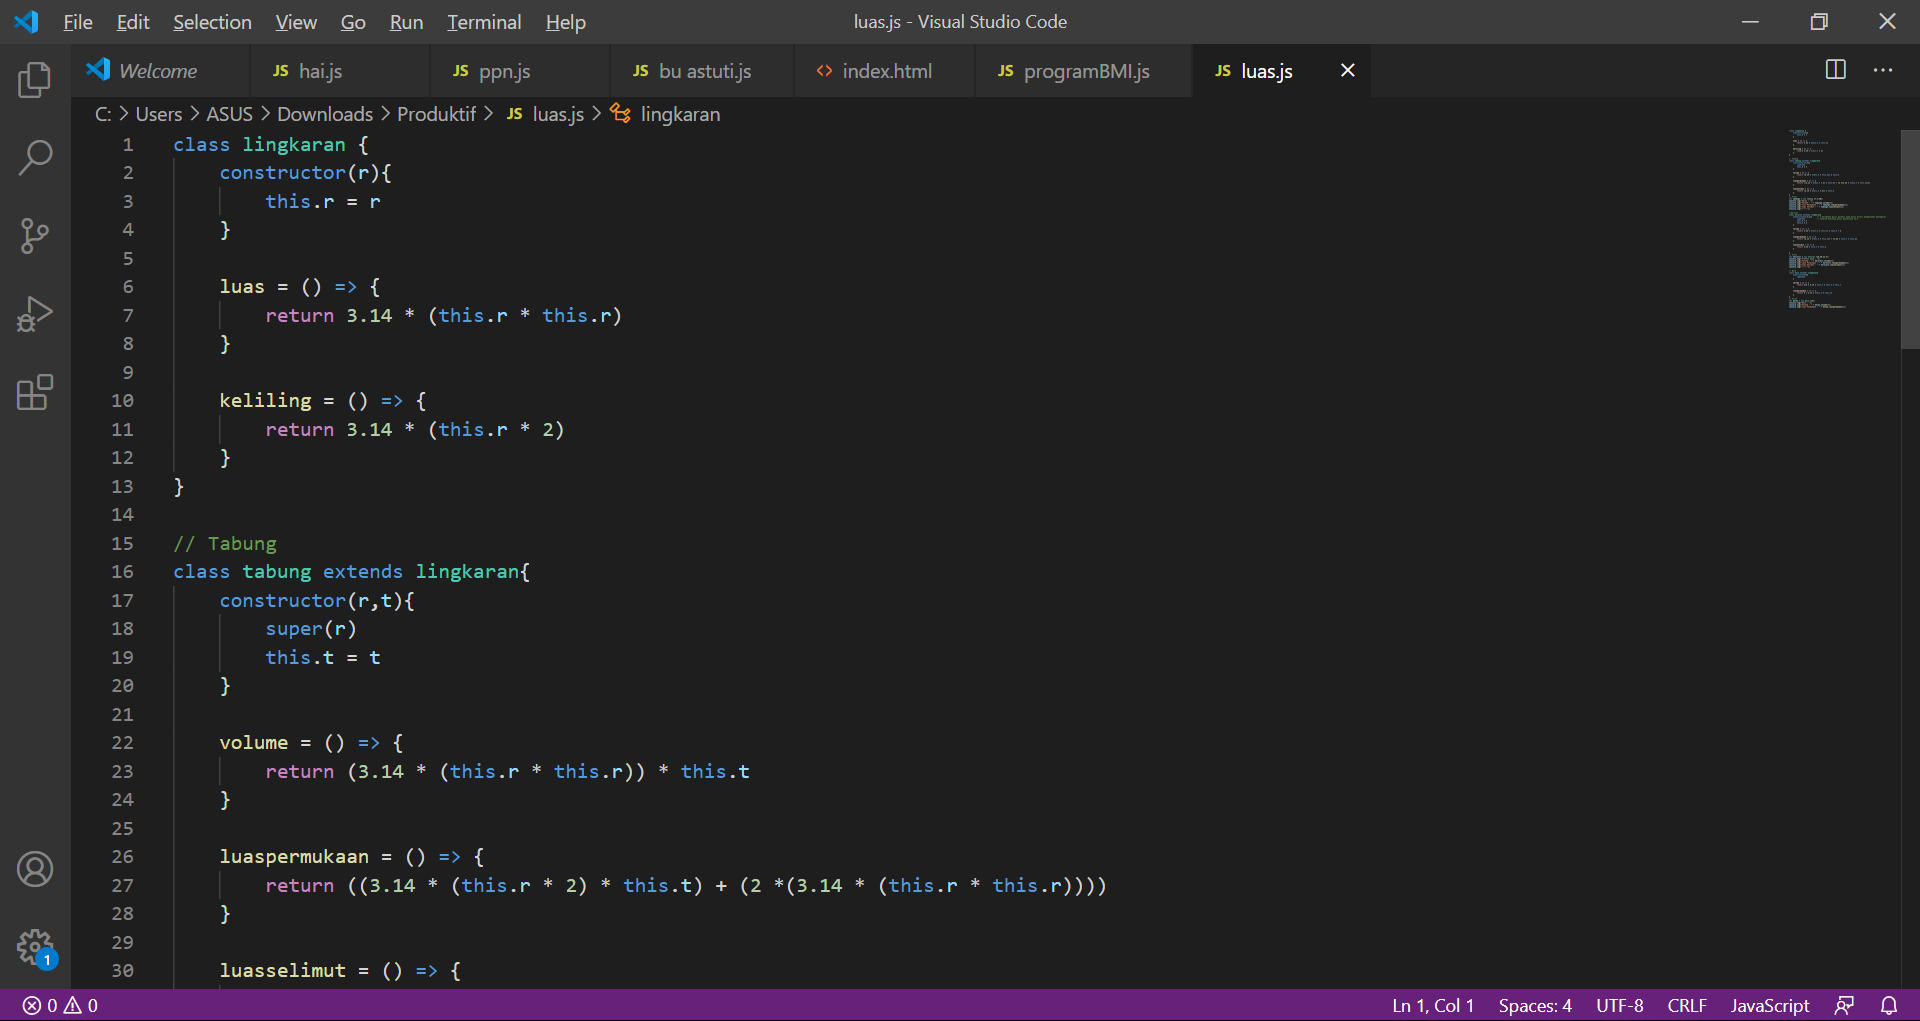 File Edit Selection View Go Run Terminal Help luas.js - Visual Studio Code
Welcome JS hai.js JS ppn.js JS bu astuti.js <> index.html JS programBMI.js JS luas.js
C: > Users > ASUS > Downloads > Produktif > JS luas.js > lingkaran
1 class lingkaran {
2     constructor(r){
3         this.r = r
4     }
5
6     luas = () => {
7         return 3.14 * (this.r * this.r)
8     }
9
10     keliling = () => {
11         return 3.14 * (this.r * 2)
12     }
13 }
14
15 // Tabung
16 class tabung extends lingkaran{
17     constructor(r,t){
18         super(r)
19         this.t = t
20     }
21
22     volume = () => {
23         return (3.14 * (this.r * this.r)) * this.t
24     }
25
26     luaspermukaan = () => {
27         return ((3.14 * (this.r * 2) * this.t) + (2 *(3.14 * (this.r * this.r))))
28     }
29
30     luasselimut = () => {
1
0 0 Ln 1, Col 1 Spaces: 4 UTF-8 CRLF JavaScript